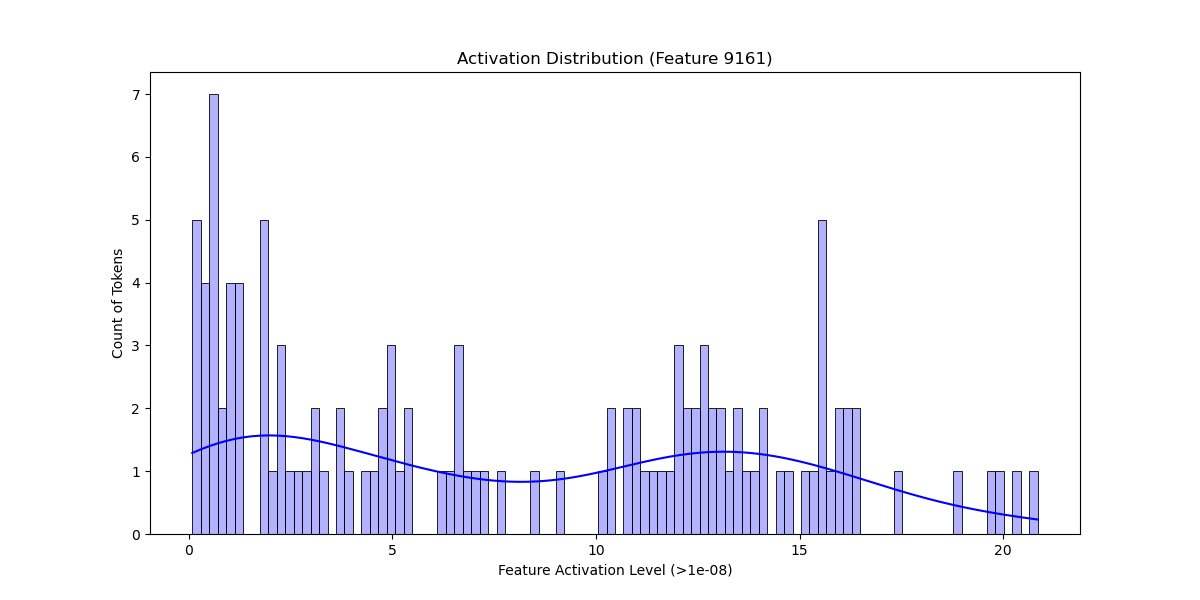 Activation Distribution (Feature 9161)
7
6
5
4
3
2
1
0
Count of Tokens
0 5 10 15 20
Feature Activation Level (>1e-08)